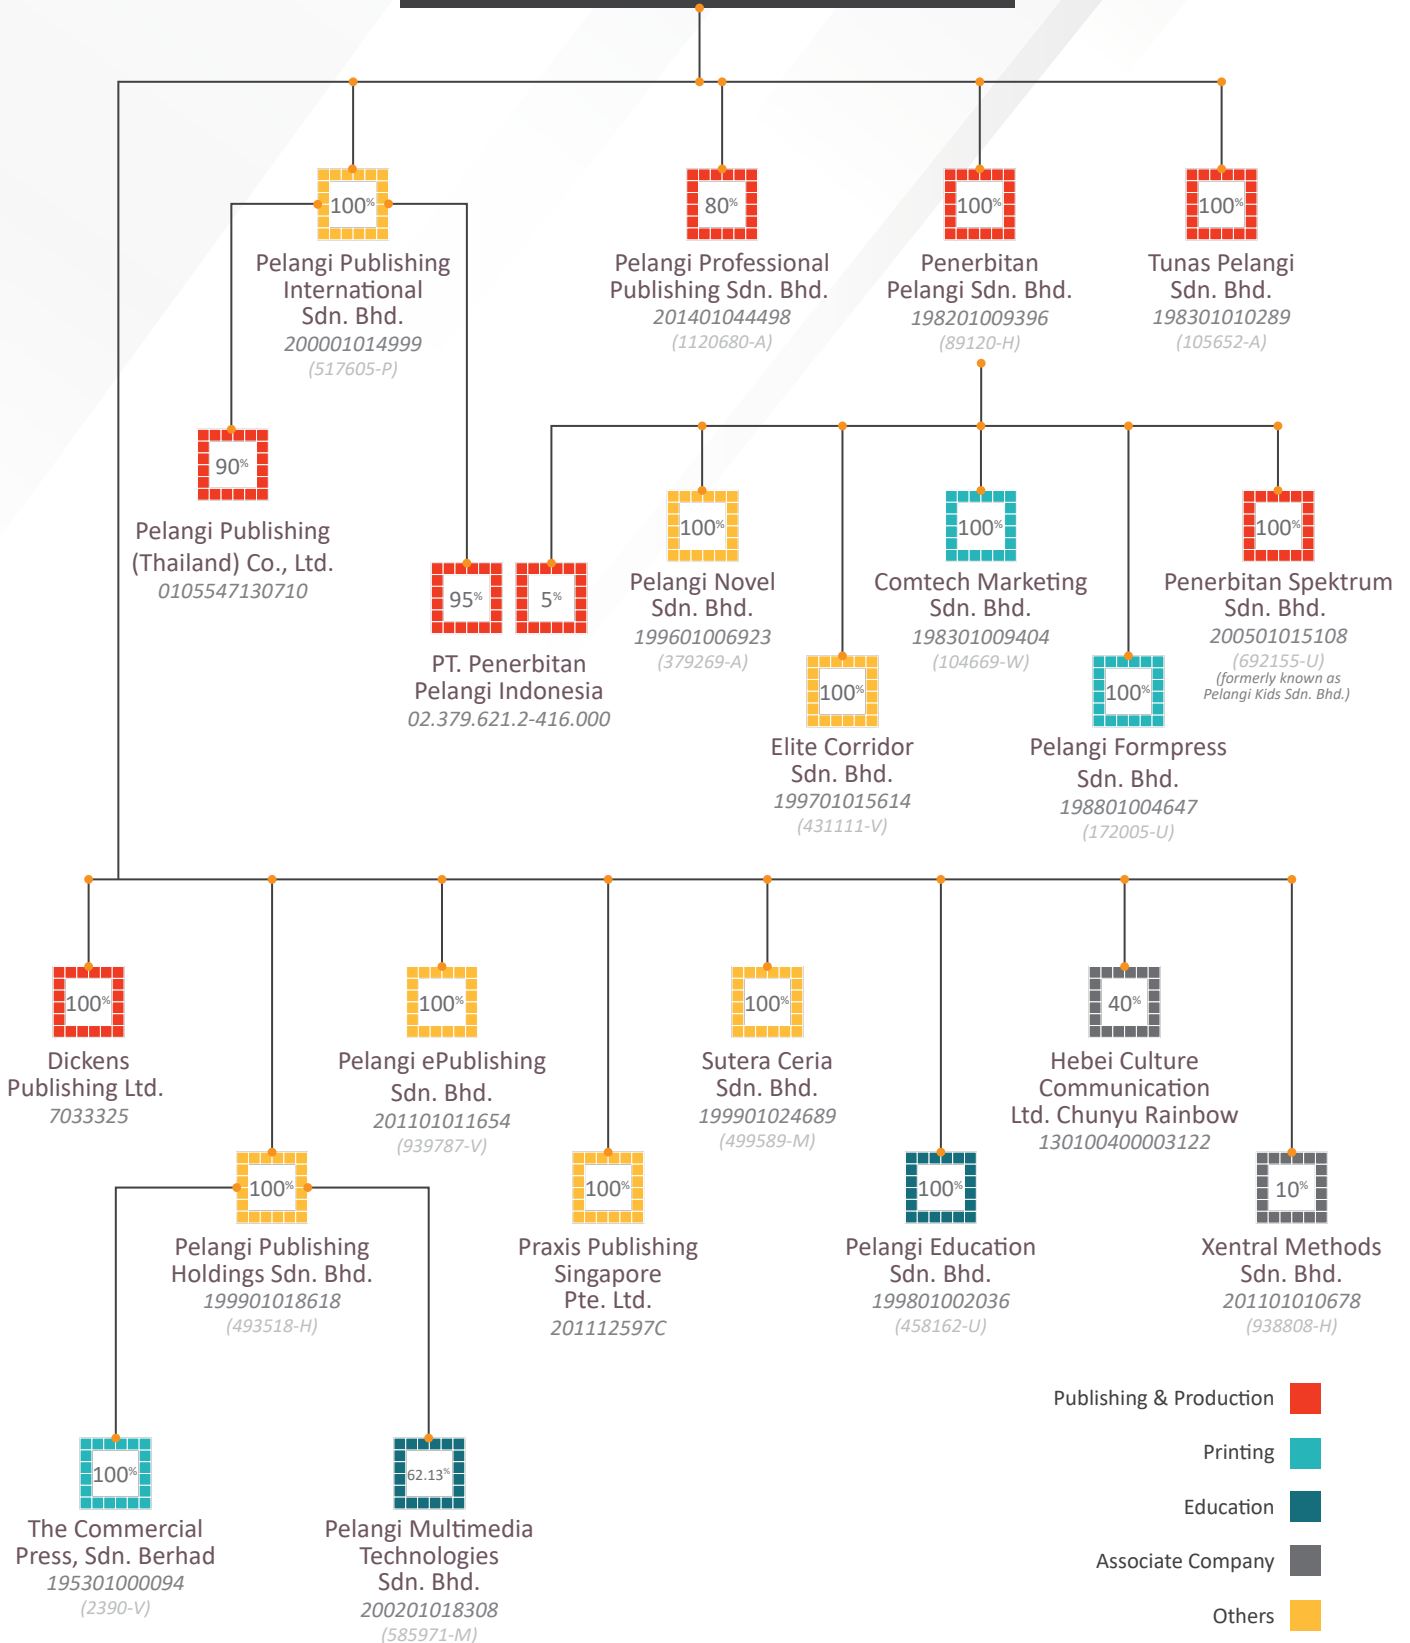 100%
Pelangi Publishing
International
Sdn. Bhd.
200001014999
(517605-P)
80%
Pelangi Professional
Publishing Sdn. Bhd.
201401044498
(1120680-A)
100%
Penerbitan
Pelangi Sdn. Bhd.
198201009396
(89120-H)
100%
Tunas Pelangi
Sdn. Bhd.
198301010289
(105652-A)
90%
Pelangi Publishing
(Thailand) Co., Ltd.
0105547130710
95%
5%
PT. Penerbitan
Pelangi Indonesia
02.379.621.2-416.000
100%
Pelangi Novel
Sdn. Bhd.
199601006923
(379269-A)
100%
Elite Corridor
Sdn. Bhd.
199701015614
(431111-V)
100%
Comtech Marketing
Sdn. Bhd.
198301009404
(104669-W)
100%
Pelangi Formpress
Sdn. Bhd.
198801004647
(172005-U)
100%
Penerbitan Spektrum
Sdn. Bhd.
200501015108
(692155-U)
(formerly known as
Pelangi Kids Sdn. Bhd.)
100%
Dickens
Publishing Ltd.
7033325
100%
Pelangi Publishing
Holdings Sdn. Bhd.
199901018618
(493518-H)
100%
Pelangi ePublishing
Sdn. Bhd.
201101011654
(939787-V)
100%
Praxis Publishing
Singapore
Pte. Ltd.
201112597C
100%
Sutera Ceria
Sdn. Bhd.
199901024689
(499589-M)
100%
Pelangi Education
Sdn. Bhd.
199801002036
(458162-U)
40%
Hebei Culture
Communication
Ltd. Chunyu Rainbow
130100400003122
10%
Xentral Methods
Sdn. Bhd.
201101010678
(938808-H)
100%
The Commercial
Press, Sdn. Berhad
195301000094
(2390-V)
62.13%
Pelangi Multimedia
Technologies
Sdn. Bhd.
200201018308
(585971-M)
Publishing & Production
Printing
Education
Associate Company
Others